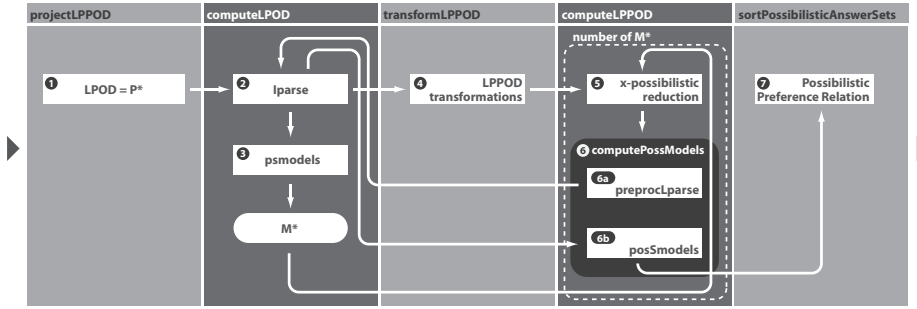 projectLPPOD
computeLPOD
transformLPPOD
computeLPPOD
sortPossibilisticAnswerSets
number of M*
1
LPOD = P*
2
lparse
4
LPPOD
transformations
5
x-possibilistic
reduction
7
Possibilistic
Preference Relation
3
psmodels
6 computePossModels
6a
preprocLparse
M*
6b
posSmodels